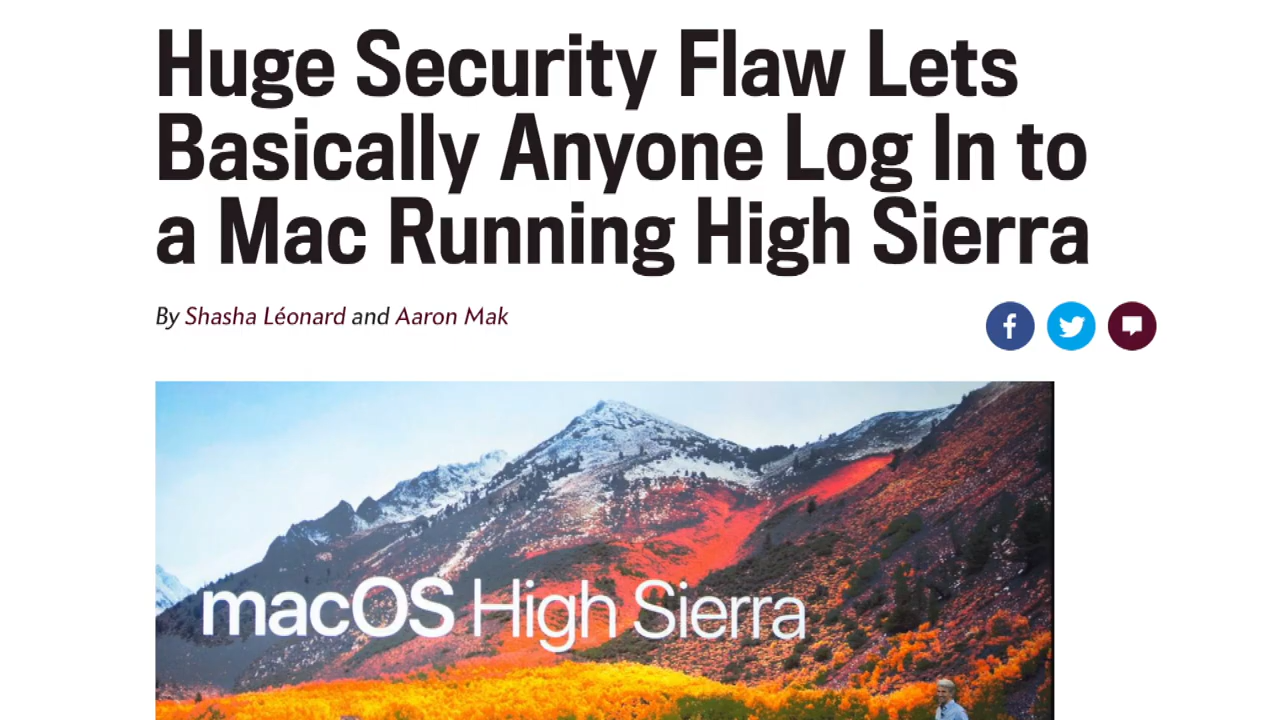 Huge Security Flaw Lets
Basically Anyone Log In to
a Mac Running High Sierra
By Shasha Léonard and Aaron Mak
macOS High Sierra